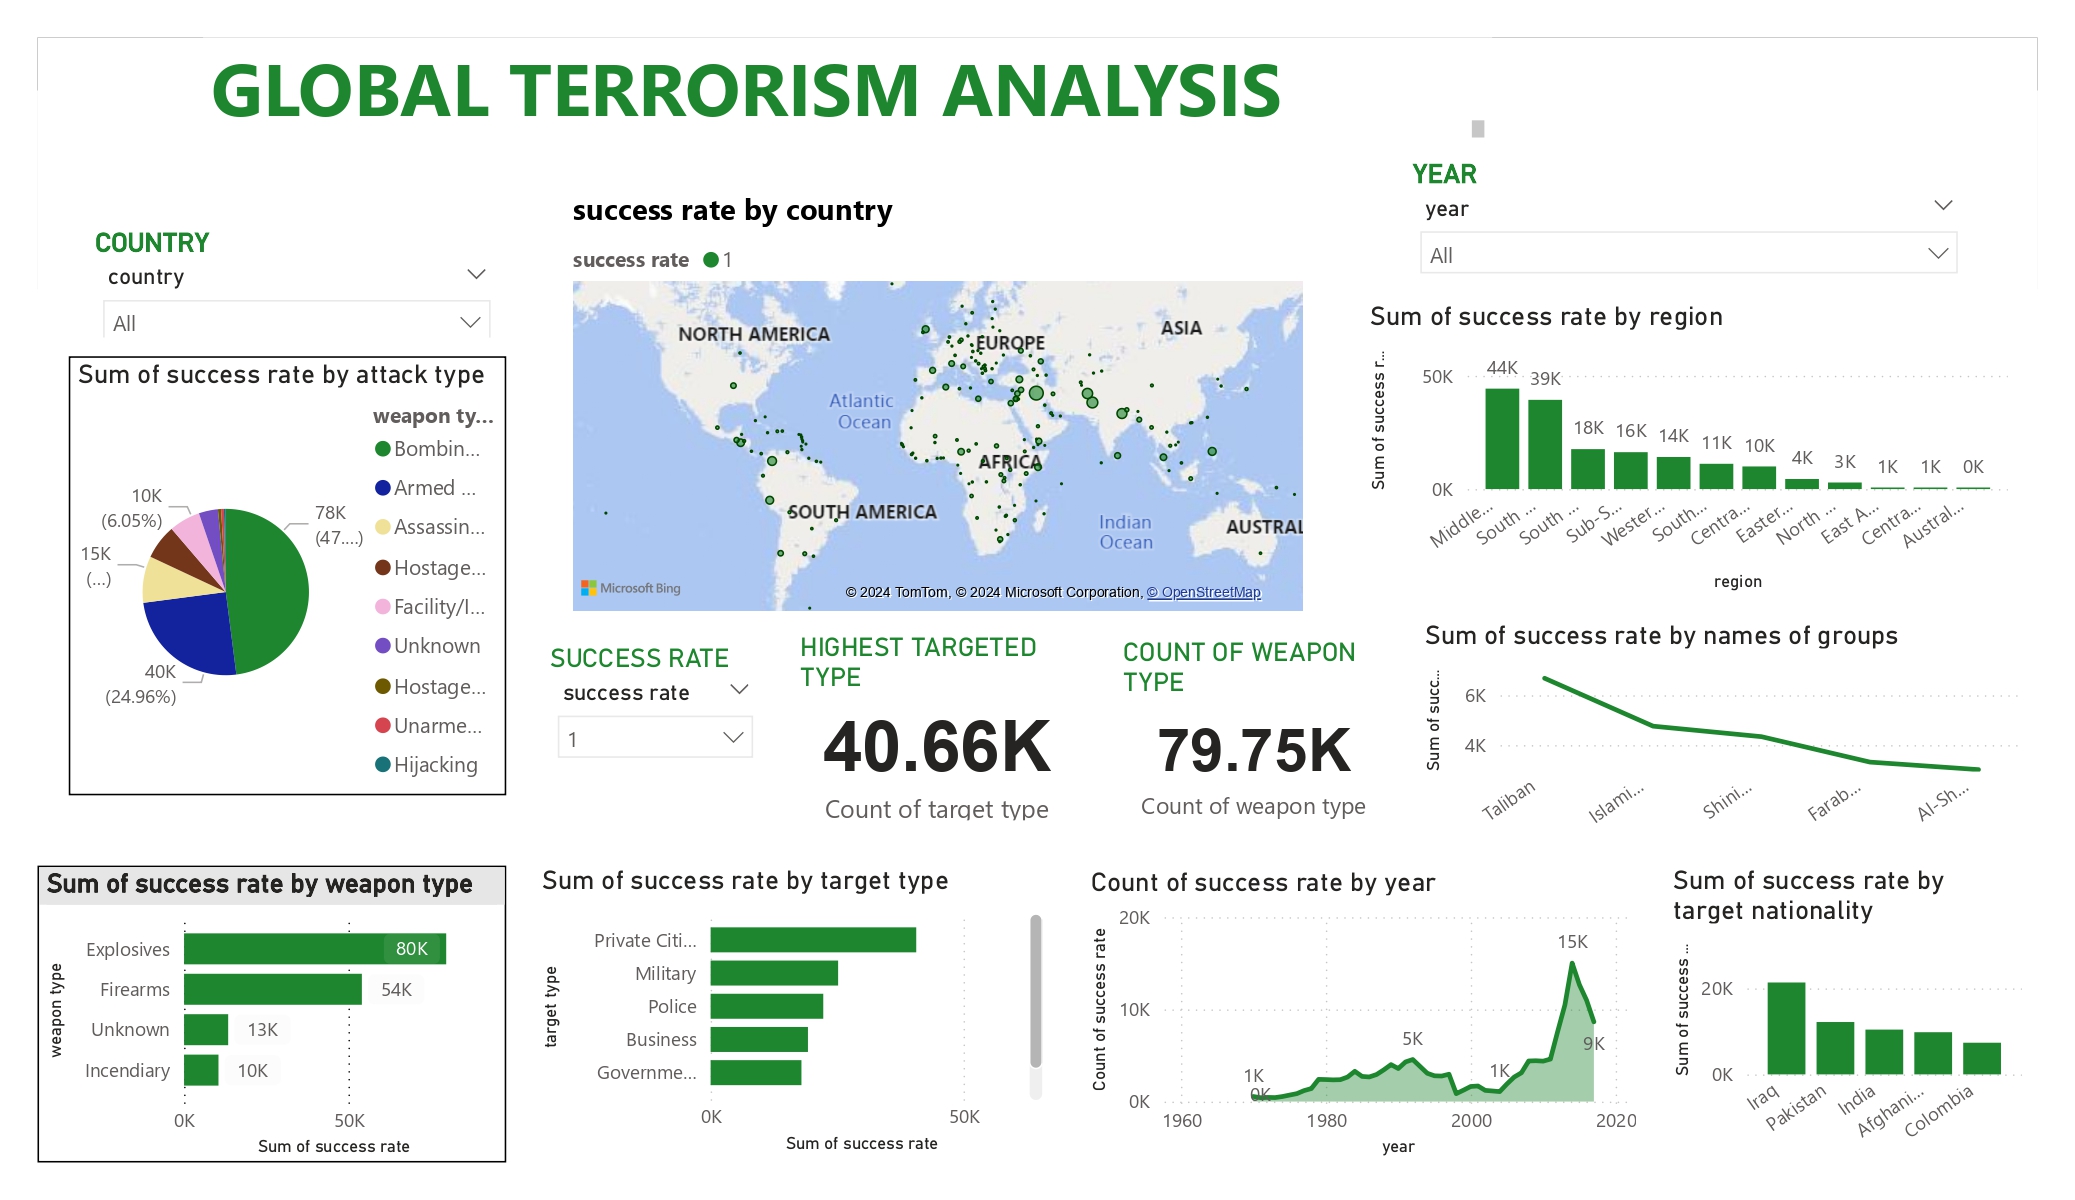 GLOBAL TERRORISM ANALYSIS
COUNTRY
country
All
Sum of success rate by attack type
weapon ty...
Bombin...
Armed ...
Assassin...
Hostage...
Facility/I...
Unknown
Hostage...
Unarme...
Hijacking
10K
(6.05%)
15K
(...)
78K
(47....)
40K
(24.96%)
success rate by country
success rate 1
NORTH AMERICA
EUROPE
ASIA
Atlantic
Ocean
AFRICA
SOUTH AMERICA
Indian
Ocean
AUSTRAL
Microsoft Bing
© 2024 TomTom, © 2024 Microsoft Corporation, © OpenStreetMap
YEAR
year
All
Sum of success rate by region
Sum of success r...
50K
0K
44K
39K
18K
16K
14K
11K
10K
4K
3K
1K
1K
0K
Middle...
South ...
South ...
Sub-S...
Wester...
South...
Centra...
Easter...
North ...
East A...
Centra...
Austral...
region
SUCCESS RATE
success rate
1
HIGHEST TARGETED
TYPE
40.66K
Count of target type
COUNT OF WEAPON
TYPE
79.75K
Count of weapon type
Sum of success rate by names of groups
Sum of succ...
6K
4K
Taliban
Islami...
Shini...
Farab...
Al-Sh...
Sum of success rate by weapon type
weapon type
Explosives
80K
Firearms
54K
Unknown
13K
Incendiary
10K
0K
50K
Sum of success rate
Sum of success rate by target type
target type
Private Citi...
Military
Police
Business
Governme...
0K
50K
Sum of success rate
Count of success rate by year
Count of success rate
20K
10K
0K
1K
0K
5K
1K
15K
9K
1960
1980
2000
2020
year
Sum of success rate by
target nationality
Sum of success ...
20K
0K
Iraq
Pakistan
India
Afghani...
Colombia